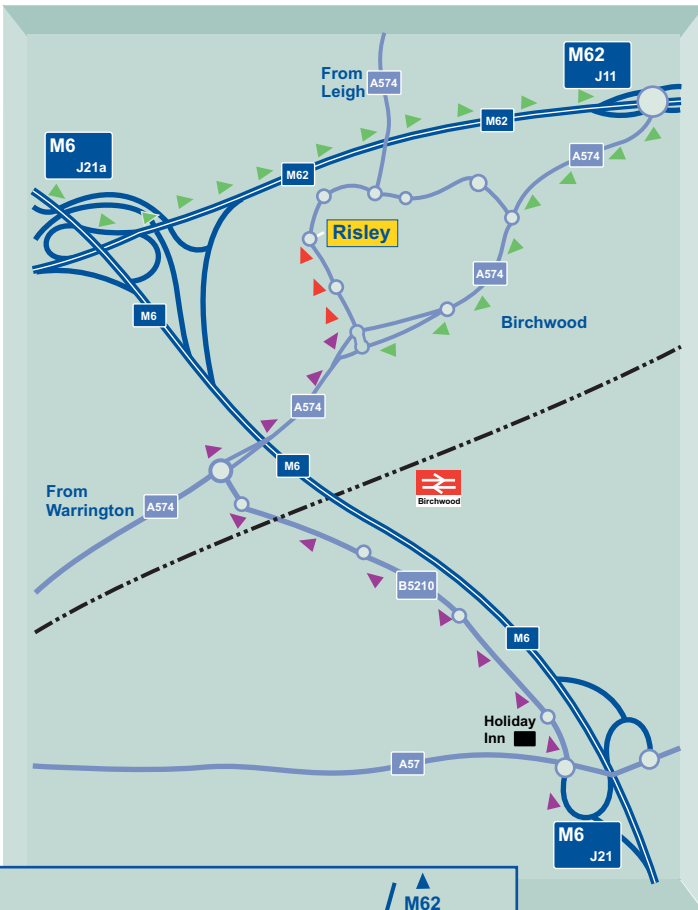 M62
J11
From
Leigh
A574
M62
M6
J21a
A574
M62
Risley
A574
M6
Birchwood
A574
M6
Birchwood
From
Warrington
A574
B5210
M6
Holiday
Inn
A57
M6
J21
M62